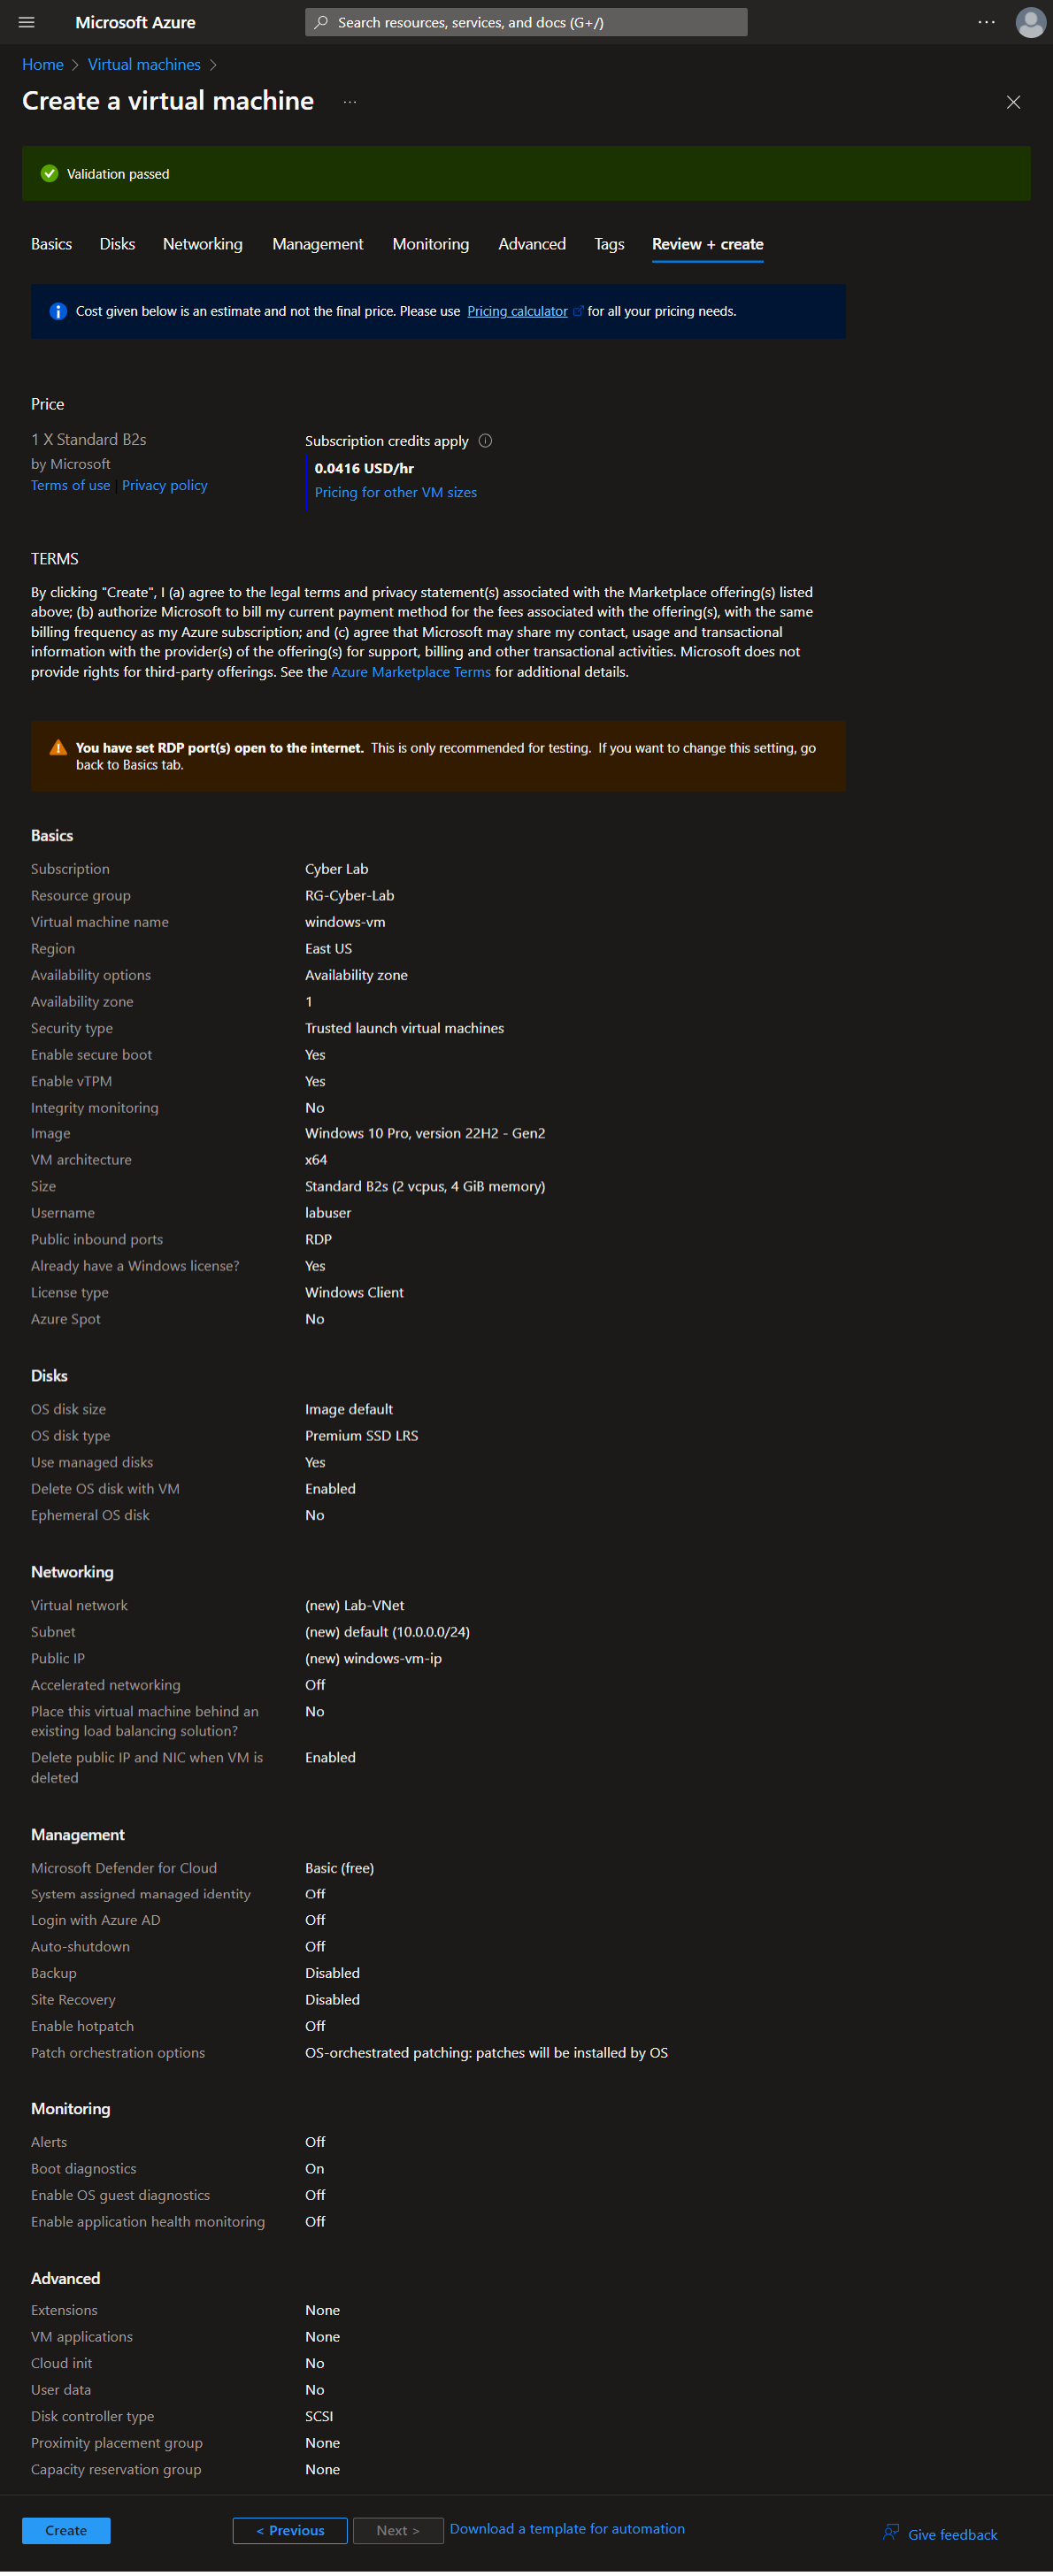 Microsoft Azure
Search resources, services, and docs (G+/)
Home > Virtual machines >
Create a virtual machine ...
Validation passed
Basics Disks Networking Management Monitoring Advanced Tags Review + create
Cost given below is an estimate and not the final price. Please use Pricing calculator for all your pricing needs.
Price
1 X Standard B2s
by Microsoft
Terms of use | Privacy policy
Subscription credits apply
0.0416 USD/hr
Pricing for other VM sizes
TERMS
By clicking "Create", I (a) agree to the legal terms and privacy statement(s) associated with the Marketplace offering(s) listed
above; (b) authorize Microsoft to bill my current payment method for the fees associated with the offering(s), with the same
billing frequency as my Azure subscription; and (c) agree that Microsoft may share my contact, usage and transactional
information with the provider(s) of the offering(s) for support, billing and other transactional activities. Microsoft does not
provide rights for third-party offerings. See the Azure Marketplace Terms for additional details.
You have set RDP port(s) open to the internet. This is only recommended for testing. If you want to change this setting, go
back to Basics tab.
Basics
Subscription Cyber Lab
Resource group RG-Cyber-Lab
Virtual machine name windows-vm
Region East US
Availability options Availability zone
Availability zone 1
Security type Trusted launch virtual machines
Enable secure boot Yes
Enable vTPM Yes
Integrity monitoring No
Image Windows 10 Pro, version 22H2 - Gen2
VM architecture x64
Size Standard B2s (2 vcpus, 4 GiB memory)
Username labuser
Public inbound ports RDP
Already have a Windows license? Yes
License type Windows Client
Azure Spot No
Disks
OS disk size Image default
OS disk type Premium SSD LRS
Use managed disks Yes
Delete OS disk with VM Enabled
Ephemeral OS disk No
Networking
Virtual network (new) Lab-VNet
Subnet (new) default (10.0.0.0/24)
Public IP (new) windows-vm-ip
Accelerated networking Off
Place this virtual machine behind an No
existing load balancing solution?
Delete public IP and NIC when VM is Enabled
deleted
Management
Microsoft Defender for Cloud Basic (free)
System assigned managed identity Off
Login with Azure AD Off
Auto-shutdown Off
Backup Disabled
Site Recovery Disabled
Enable hotpatch Off
Patch orchestration options OS-orchestrated patching: patches will be installed by OS
Monitoring
Alerts Off
Boot diagnostics On
Enable OS guest diagnostics Off
Enable application health monitoring Off
Advanced
Extensions None
VM applications None
Cloud init No
User data No
Disk controller type SCSI
Proximity placement group None
Capacity reservation group None
Create < Previous Next > Download a template for automation Give feedback